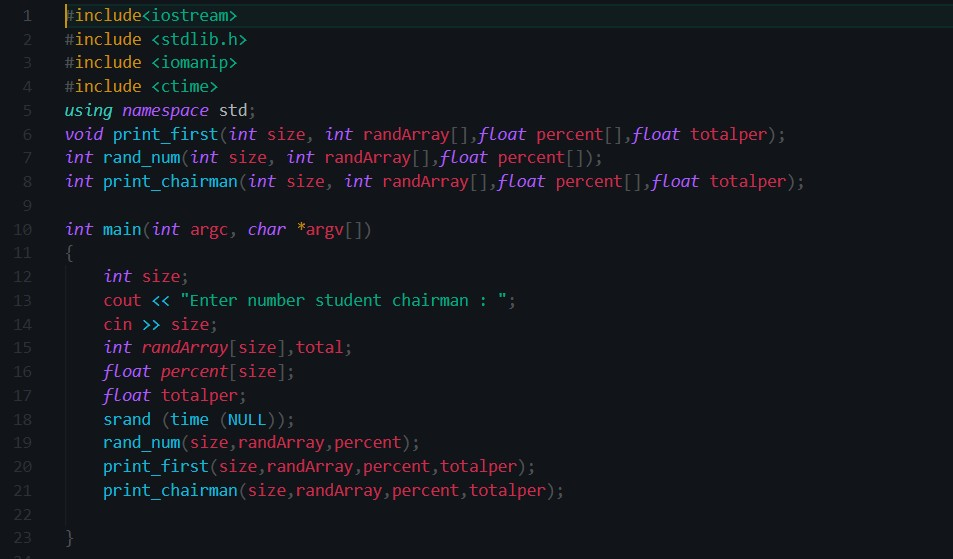 1 #include<iostream>
2 #include <stdlib.h>
3 #include <iomanip>
4 #include <ctime>
5 using namespace std;
6 void print_first(int size, int randArray[],float percent[],float totalper);
7 int rand_num(int size, int randArray[],float percent[]);
8 int print_chairman(int size, int randArray[],float percent[],float totalper);
9
10 int main(int argc, char *argv[])
11 {
12     int size;
13     cout << "Enter number student chairman : ";
14     cin >> size;
15     int randArray[size],total;
16     float percent[size];
17     float totalper;
18     srand (time (NULL));
19     rand_num(size,randArray,percent);
20     print_first(size,randArray,percent,totalper);
21     print_chairman(size,randArray,percent,totalper);
22
23 }